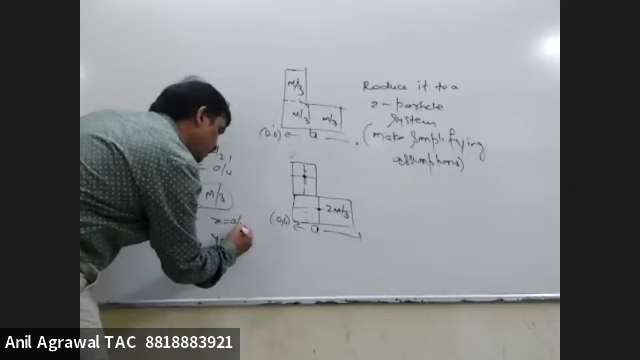 M/3
M/3 M/3
(0,0) a
Reduce it to a
2-particle
System
(make Simplifying
assumptions)
2M/3
(0,0) a
a/4
M/3
x=a/
y=
Anil Agrawal TAC 8818883921